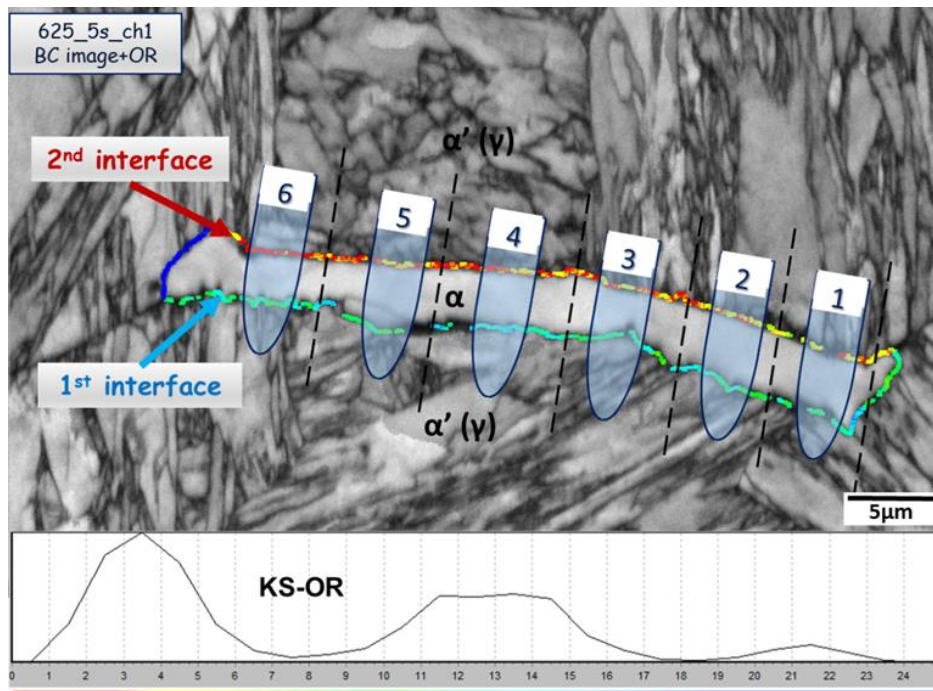 625_5s_ch1
BC image+OR
α' (γ)
2nd interface
6
5
4
3
2
1
α
1st interface
α' (γ)
5μm
KS-OR
0 1 2 3 4 5 6 7 8 9 10 11 12 13 14 15 16 17 18 19 20 21 22 23 24